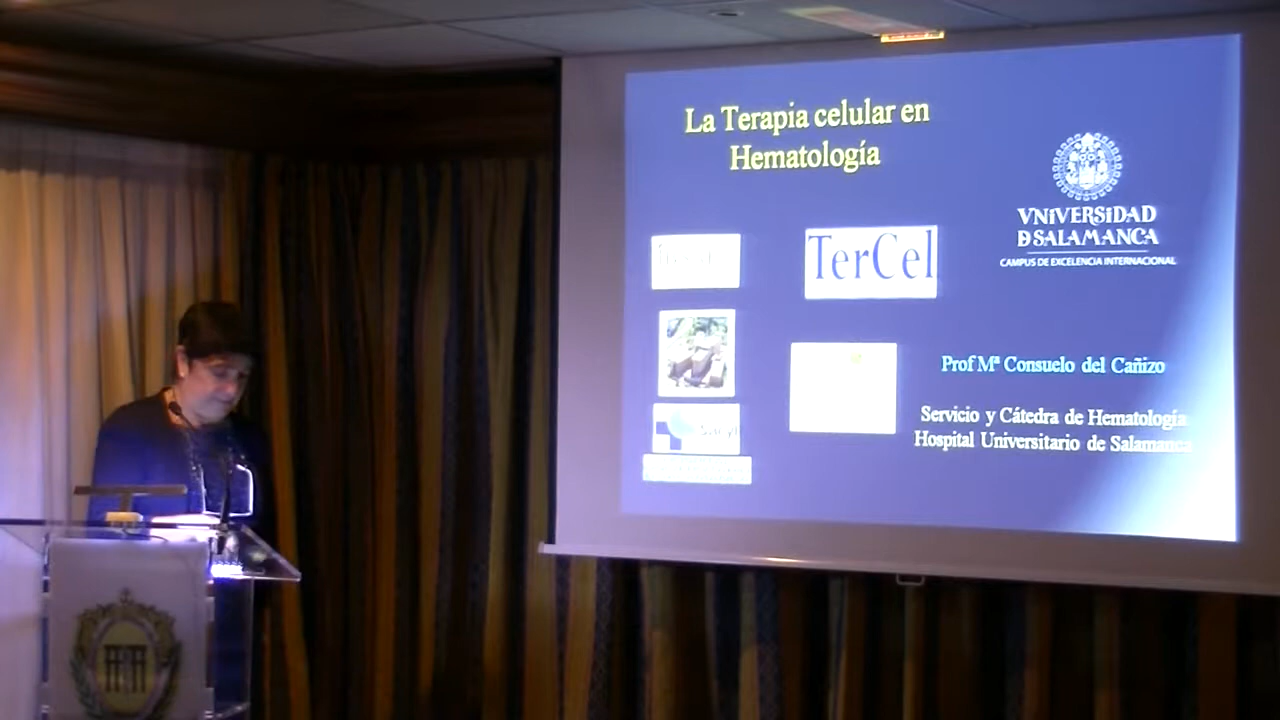 La Terapia celular en
Hematología
VNiVERSiDAD
D SALAMANCA
CAMPUS DE EXCELENCIA INTERNACIONAL
TerCel
Prof Mª Consuelo del Cañizo
Servicio y Cátedra de Hematología
Hospital Universitario de Salamanca